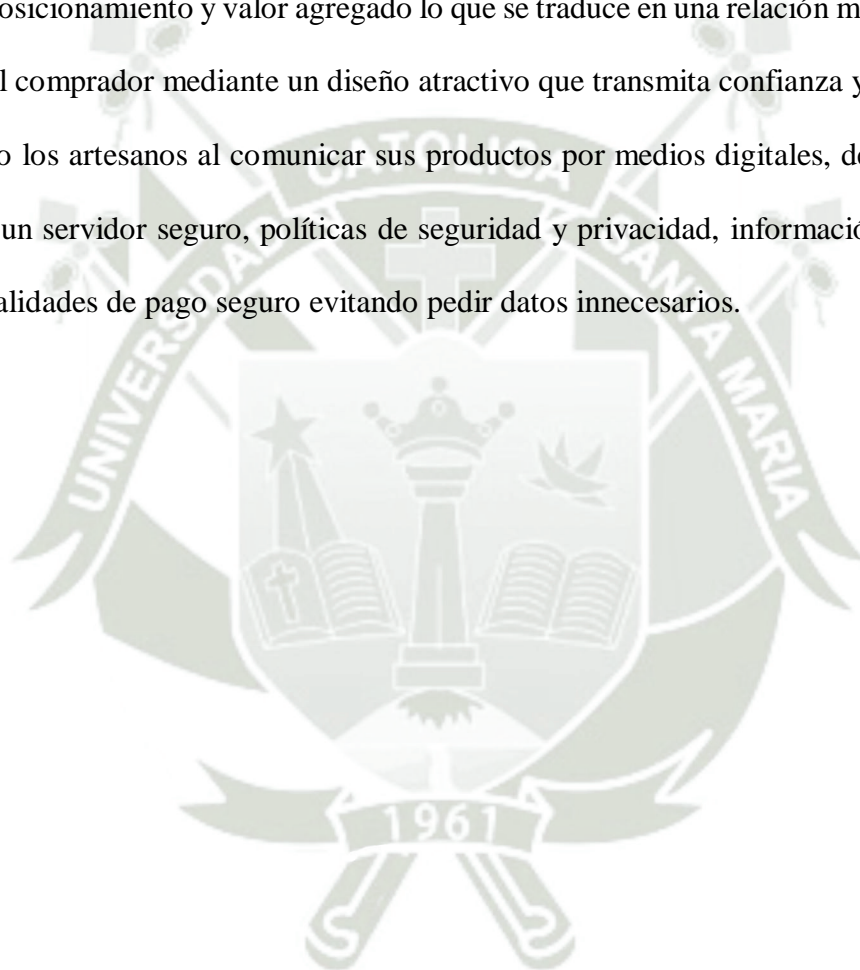 osicionamiento y valor agregado lo que se traduce en una relación m
l comprador mediante un diseño atractivo que transmita confianza y
o los artesanos al comunicar sus productos por medios digitales, d
un servidor seguro, políticas de seguridad y privacidad, informació
alidades de pago seguro evitando pedir datos innecesarios.
UNIVERSIDAD CATOLICA SANTA MARIA
1961